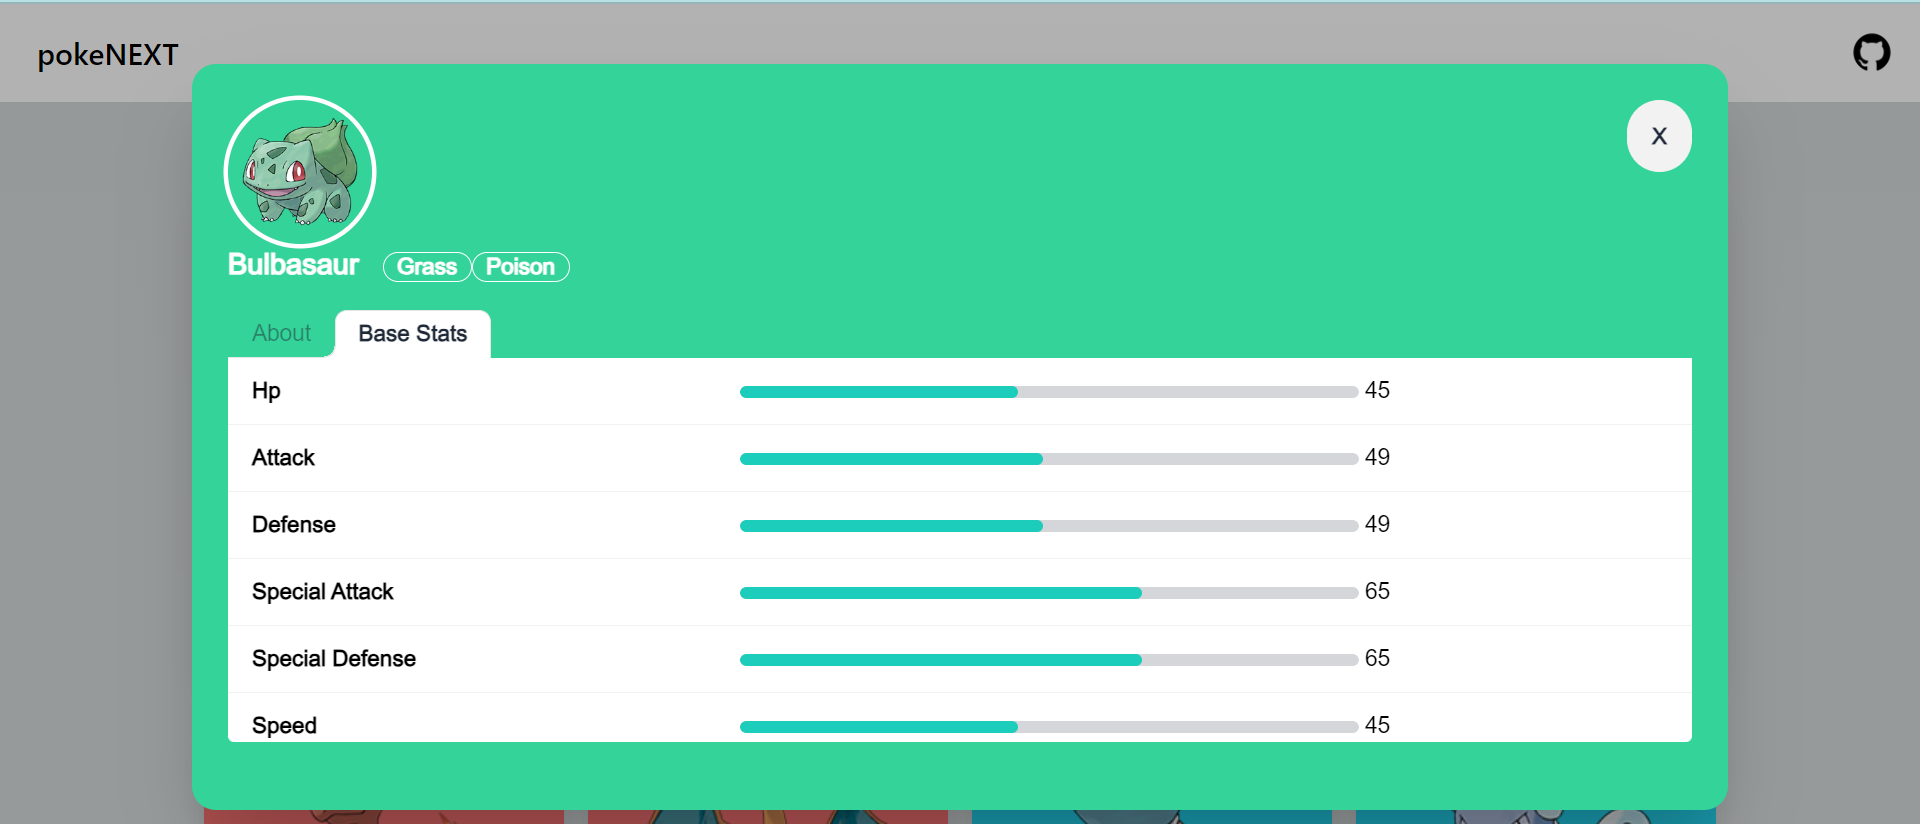 pokeNEXT
X
Bulbasaur Grass Poison
About Base Stats
Hp 45
Attack 49
Defense 49
Special Attack 65
Special Defense 65
Speed 45